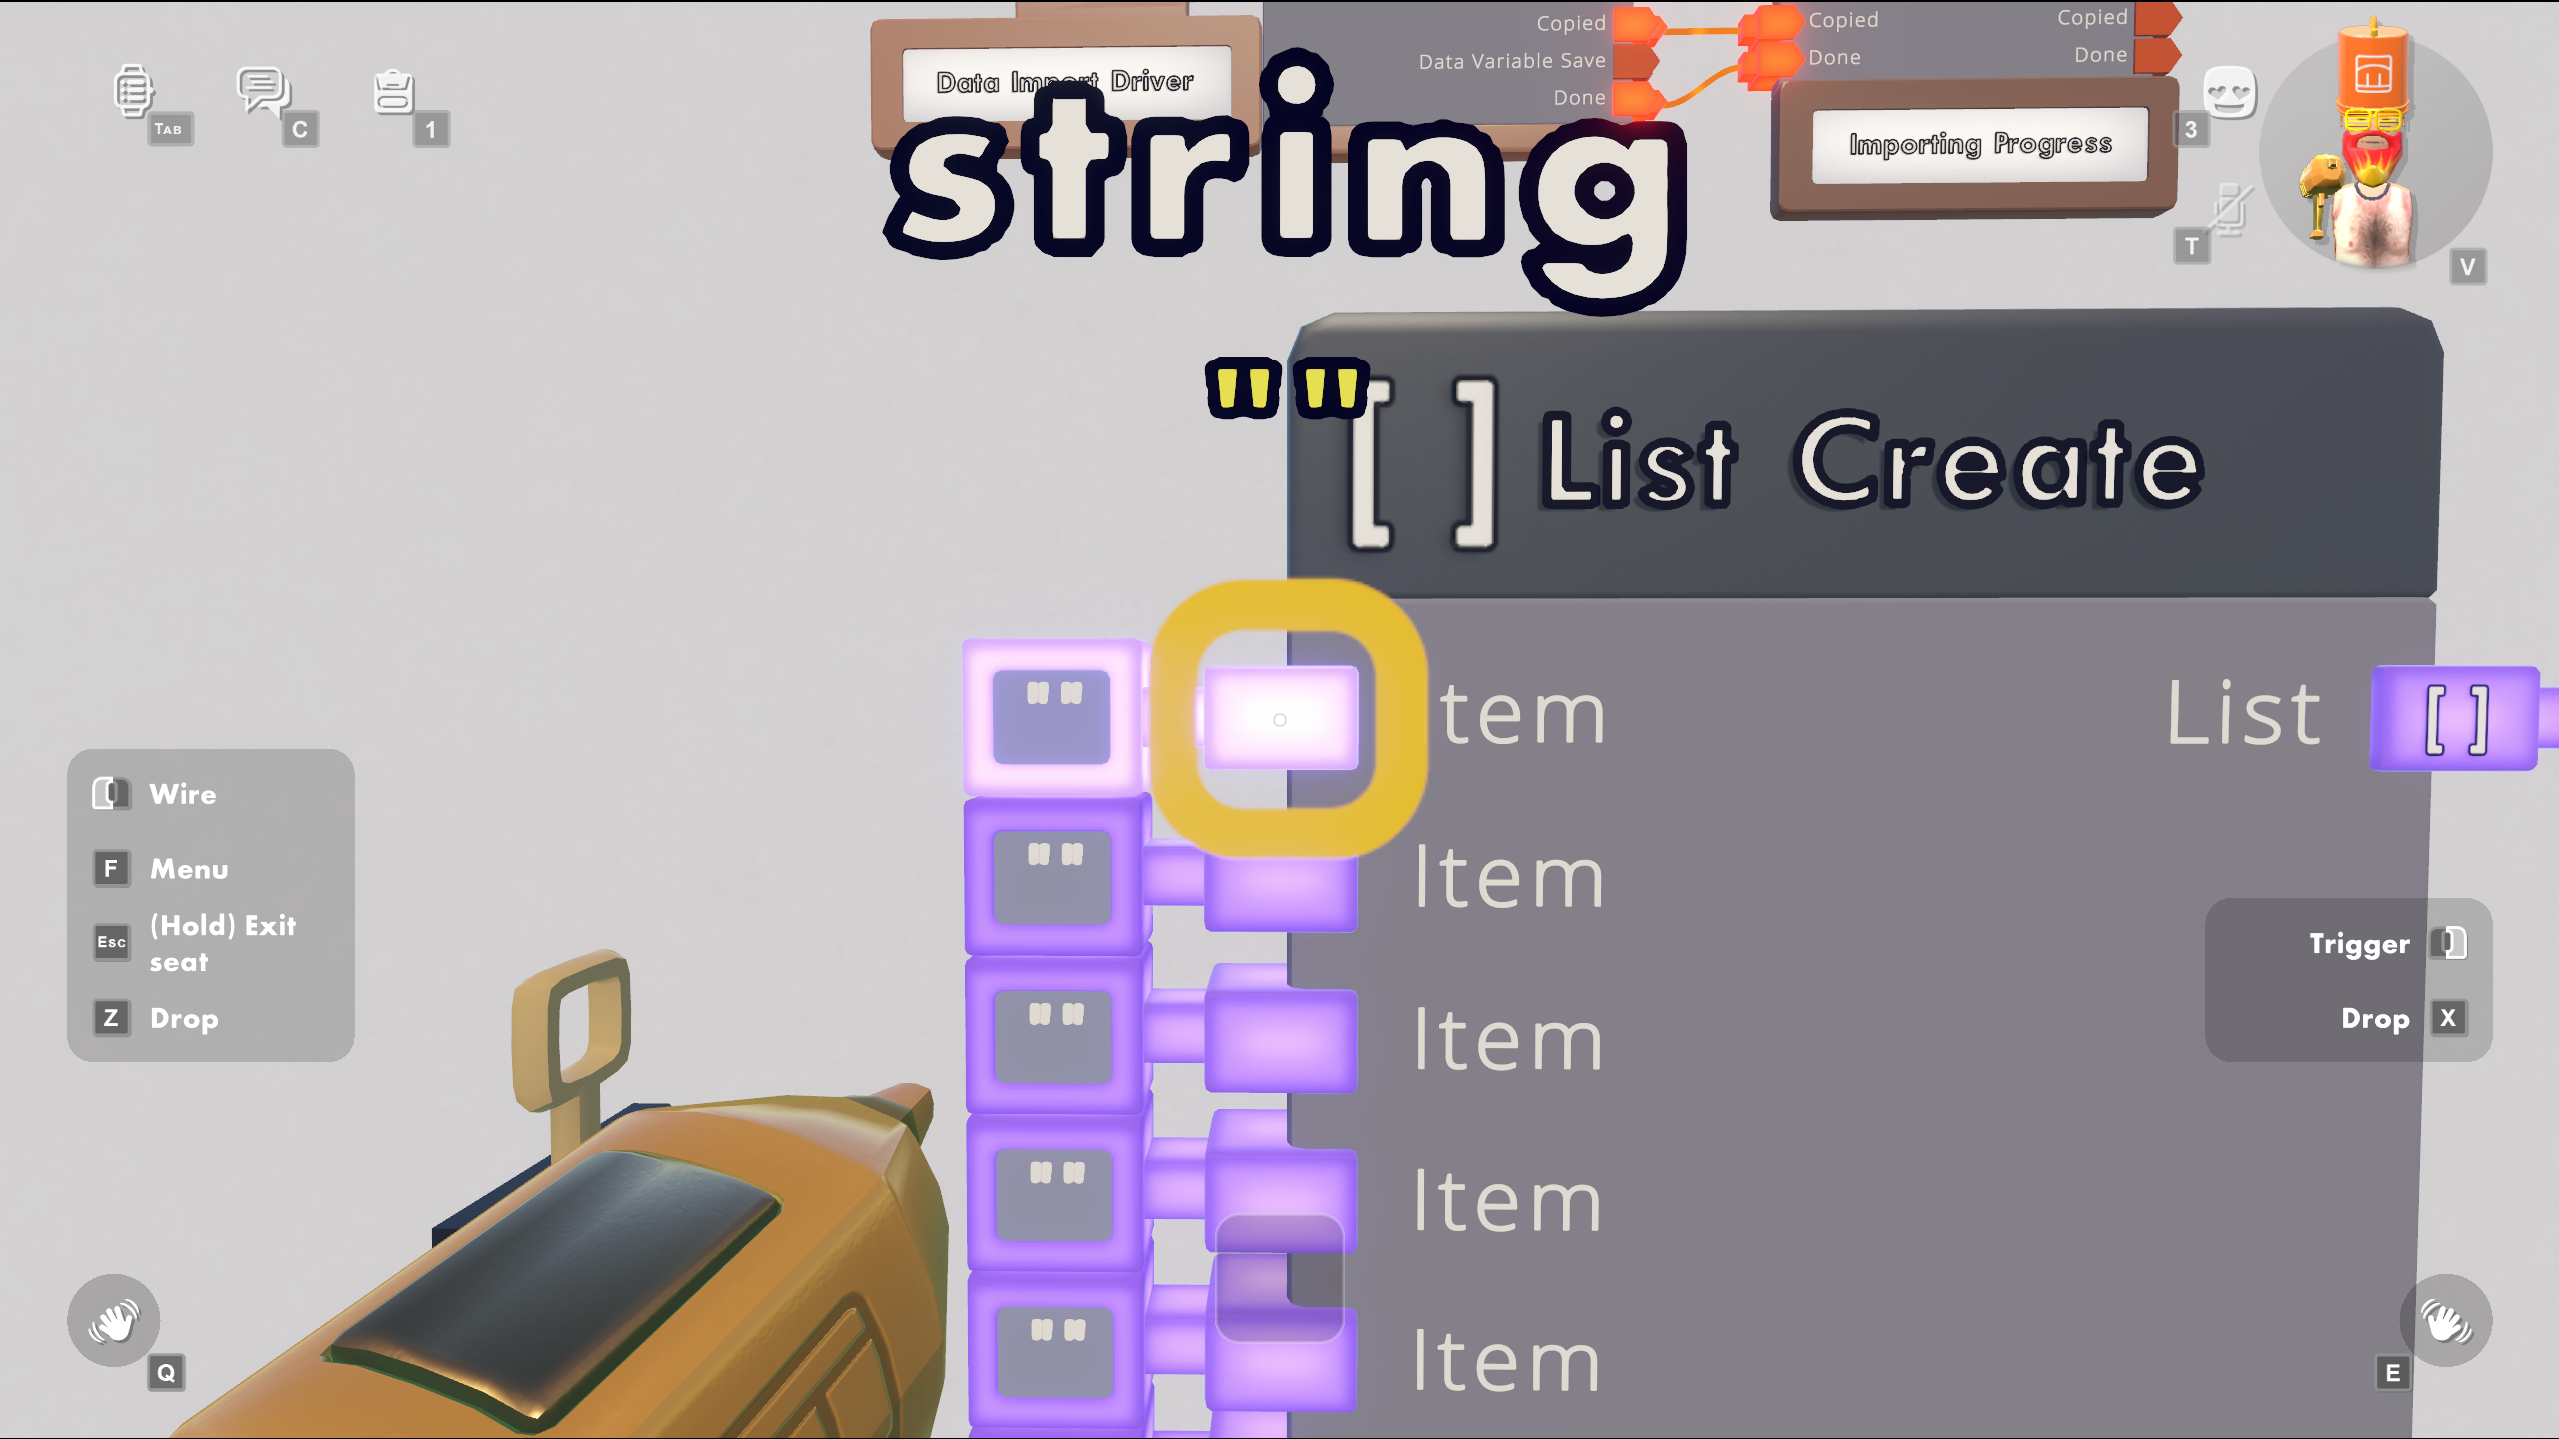 Copied
Copied
Copied
Data Variable Save
Done
Done
Done
Data Import Driver
Importing Progress
TAB
C
1
3
T
V
string
""
[ ] List Create
""
tem
List
[ ]
""
Item
""
Item
""
Item
""
Item
Wire
F Menu
Esc (Hold) Exit
seat
Z Drop
Trigger
Drop X
Q
E